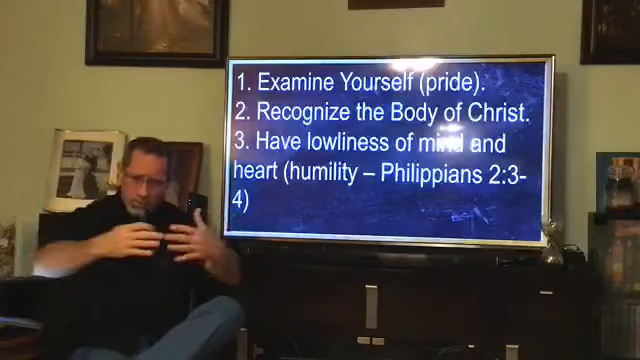 1. Examine Yourself (pride).
2. Recognize the Body of Christ.
3. Have lowliness of mind and
heart (humility – Philippians 2:3-
4)